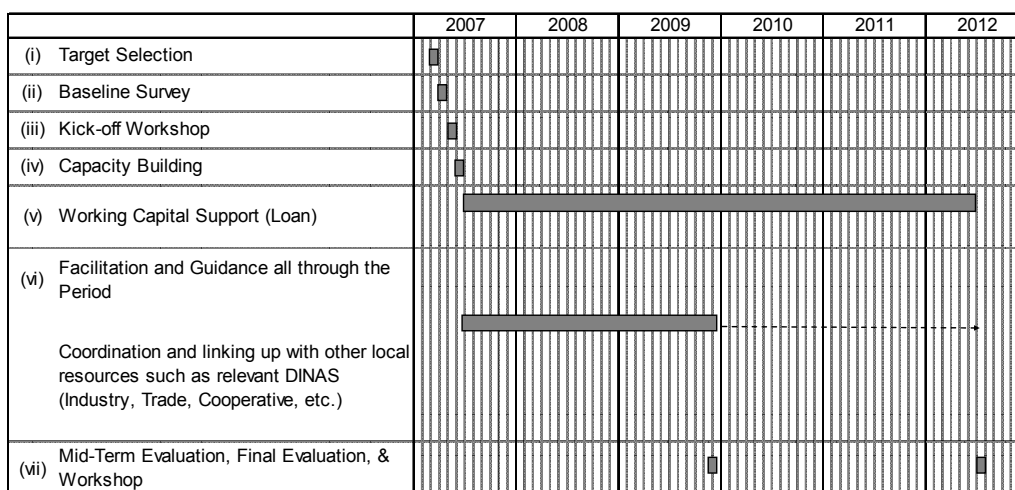 2007 2008 2009 2010 2011 2012
(i) Target Selection
(ii) Baseline Survey
(iii) Kick-off Workshop
(iv) Capacity Building
(v) Working Capital Support (Loan)
(vi) Facilitation and Guidance all through the
Period
Coordination and linking up with other local
resources such as relevant DINAS
(Industry, Trade, Cooperative, etc.)
(vii) Mid-Term Evaluation, Final Evaluation, &
Workshop